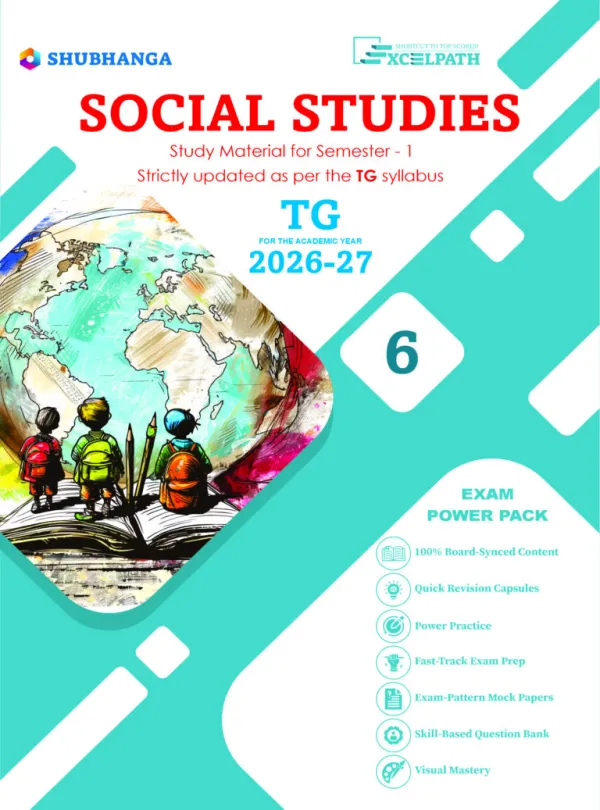 SHUBHANGA
SHORTCUT TO TOP SCORES!
EXCELPATH
SOCIAL STUDIES
Study Material for Semester - 1
Strictly updated as per the TG syllabus
TG
FOR THE ACADEMIC YEAR
2026-27
6
EXAM
POWER PACK
100% Board-Synced Content
Quick Revision Capsules
Power Practice
Fast-Track Exam Prep
Exam-Pattern Mock Papers
Skill-Based Question Bank
Visual Mastery